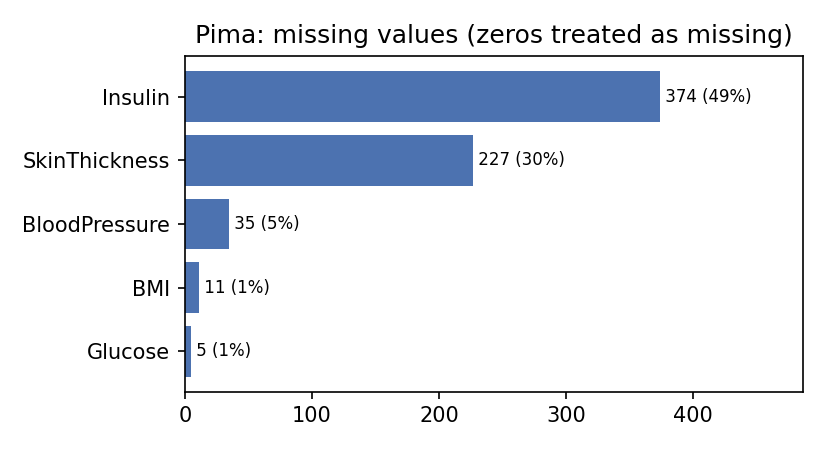 Pima: missing values (zeros treated as missing)
Insulin 374 (49%)
SkinThickness 227 (30%)
BloodPressure 35 (5%)
BMI 11 (1%)
Glucose 5 (1%)
0 100 200 300 400